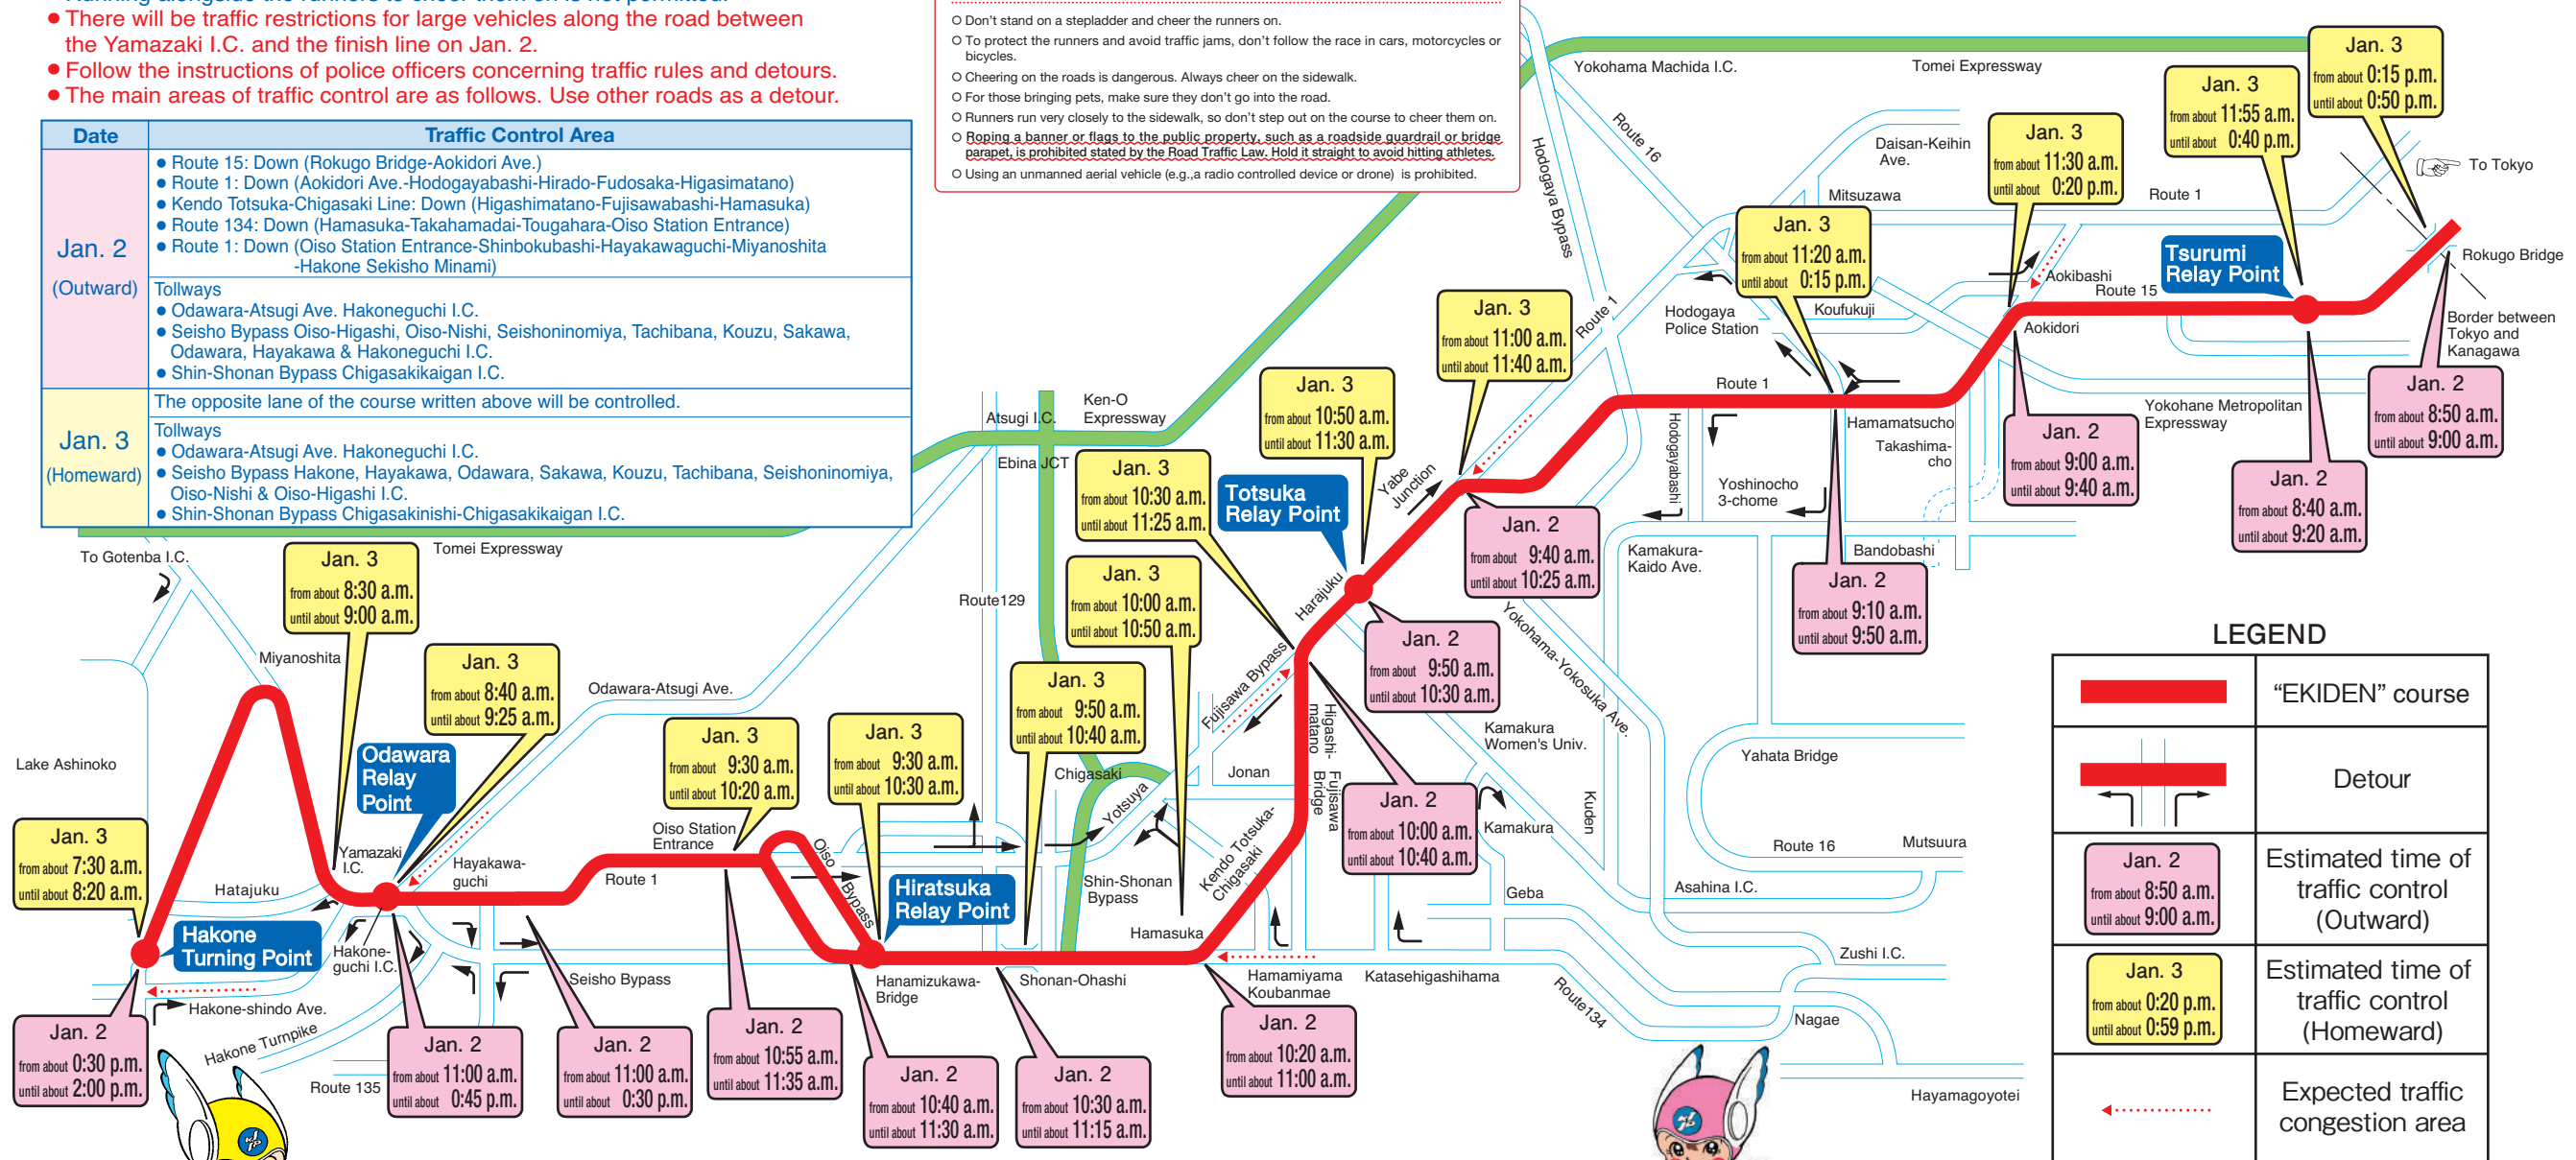 ● There will be traffic restrictions for large vehicles along the road between
the Yamazaki I.C. and the finish line on Jan. 2.
● Follow the instructions of police officers concerning traffic rules and detours.
● The main areas of traffic control are as follows. Use other roads as a detour.
Date
Traffic Control Area
Jan. 2
(Outward)
● Route 15: Down (Rokugo Bridge-Aokidori Ave.)
● Route 1: Down (Aokidori Ave.-Hodogayabashi-Hirado-Fudosaka-Higasimatano)
● Kendo Totsuka-Chigasaki Line: Down (Higashimatano-Fujisawabashi-Hamasuka)
● Route 134: Down (Hamasuka-Takahamadai-Tougahara-Oiso Station Entrance)
● Route 1: Down (Oiso Station Entrance-Shinbokubashi-Hayakawaguchi-Miyanoshita
-Hakone Sekisho Minami)
Tollways
● Odawara-Atsugi Ave. Hakoneguchi I.C.
● Seisho Bypass Oiso-Higashi, Oiso-Nishi, Seishoninomiya, Tachibana, Kouzu, Sakawa,
Odawara, Hayakawa & Hakoneguchi I.C.
● Shin-Shonan Bypass Chigasakikaigan I.C.
Jan. 3
(Homeward)
The opposite lane of the course written above will be controlled.
Tollways
● Odawara-Atsugi Ave. Hakoneguchi I.C.
● Seisho Bypass Hakone, Hayakawa, Odawara, Sakawa, Kouzu, Tachibana, Seishoninomiya,
Oiso-Nishi & Oiso-Higashi I.C.
● Shin-Shonan Bypass Chigasakinishi-Chigasakikaigan I.C.
○ Don't stand on a stepladder and cheer the runners on.
○ To protect the runners and avoid traffic jams, don't follow the race in cars, motorcycles or
bicycles.
○ Cheering on the roads is dangerous. Always cheer on the sidewalk.
○ For those bringing pets, make sure they don't go into the road.
○ Runners run very closely to the sidewalk, so don't step out on the course to cheer them on.
○ Roping a banner or flags to the public property, such as a roadside guardrail or bridge
parapet, is prohibited stated by the Road Traffic Law. Hold it straight to avoid hitting athletes.
○ Using an unmanned aerial vehicle (e.g.,a radio controlled device or drone) is prohibited.
Yokohama Machida I.C.
Tomei Expressway
Jan. 3
from about 0:15 p.m.
until about 0:50 p.m.
Jan. 3
from about 11:55 a.m.
until about 0:40 p.m.
Jan. 3
from about 11:30 a.m.
until about 0:20 p.m.
Jan. 3
from about 11:20 a.m.
until about 0:15 p.m.
Jan. 3
from about 11:00 a.m.
until about 11:40 a.m.
Jan. 3
from about 10:50 a.m.
until about 11:30 a.m.
Jan. 3
from about 10:30 a.m.
until about 11:25 a.m.
Jan. 3
from about 10:00 a.m.
until about 10:50 a.m.
Jan. 3
from about 9:50 a.m.
until about 10:40 a.m.
Jan. 3
from about 9:30 a.m.
until about 10:30 a.m.
Jan. 3
from about 9:30 a.m.
until about 10:20 a.m.
Jan. 3
from about 8:40 a.m.
until about 9:25 a.m.
Jan. 3
from about 8:30 a.m.
until about 9:00 a.m.
Jan. 3
from about 7:30 a.m.
until about 8:20 a.m.
Route 16
Hodogaya Bypass
Daisan-Keihin
Ave.
Mitsuzawa
Route 1
To Tokyo
Tsurumi
Relay Point
Rokugo Bridge
Aokibashi
Route 15
Koufukuji
Aokidori
Border between
Tokyo and
Kanagawa
Hodogaya
Police Station
Route 1
Route 1
Hamamatsucho
Takashima-
cho
Yokohane Metropolitan
Expressway
Hodogayabashi
Yoshinocho
3-chome
Bandobashi
Kamakura-
Kaido Ave.
Atsugi I.C.
Ken-O
Expressway
Ebina JCT
Totsuka
Relay Point
Yabe
Junction
Harajuku
Yokohama-Yokosuka Ave.
Fujisawa Bypass
Higashi-
matano
Fujisawa
Bridge
Jonan
Kamakura
Women's Univ.
Kamakura
Kuden
Yahata Bridge
Route 16
Mutsuura
Asahina I.C.
Geba
Zushi I.C.
Nagae
Hayamagoyotei
Route134
Katasehigashihama
Hamamiyama
Koubanmae
Kendo Totsuka-
Chigasaki
Hamasuka
Shin-Shonan
Bypass
Chigasaki
Yotsuya
Route129
Shonan-Ohashi
Hiratsuka
Relay Point
Hanamizukawa-
Bridge
Oiso
Bypass
Oiso Station
Entrance
Route 1
Seisho Bypass
Hayakawa-
guchi
Odawara-Atsugi Ave.
Odawara
Relay
Point
Yamazaki
I.C.
Hakone-
guchi I.C.
Tomei Expressway
To Gotenba I.C.
Miyanoshita
Lake Ashinoko
Hatajuku
Hakone
Turning Point
Hakone-shindo Ave.
Hakone Turnpike
Route 135
Jan. 2
from about 8:50 a.m.
until about 9:00 a.m.
Jan. 2
from about 8:40 a.m.
until about 9:20 a.m.
Jan. 2
from about 9:00 a.m.
until about 9:40 a.m.
Jan. 2
from about 9:10 a.m.
until about 9:50 a.m.
Jan. 2
from about 9:40 a.m.
until about 10:25 a.m.
Jan. 2
from about 9:50 a.m.
until about 10:30 a.m.
Jan. 2
from about 10:00 a.m.
until about 10:40 a.m.
Jan. 2
from about 10:20 a.m.
until about 11:00 a.m.
Jan. 2
from about 10:30 a.m.
until about 11:15 a.m.
Jan. 2
from about 10:40 a.m.
until about 11:30 a.m.
Jan. 2
from about 10:55 a.m.
until about 11:35 a.m.
Jan. 2
from about 11:00 a.m.
until about 0:30 p.m.
Jan. 2
from about 11:00 a.m.
until about 0:45 p.m.
Jan. 2
from about 0:30 p.m.
until about 2:00 p.m.
LEGEND
“EKIDEN” course
Detour
Jan. 2
from about 8:50 a.m.
until about 9:00 a.m.
Estimated time of
traffic control
(Outward)
Jan. 3
from about 0:20 p.m.
until about 0:59 p.m.
Estimated time of
traffic control
(Homeward)
Expected traffic
congestion area